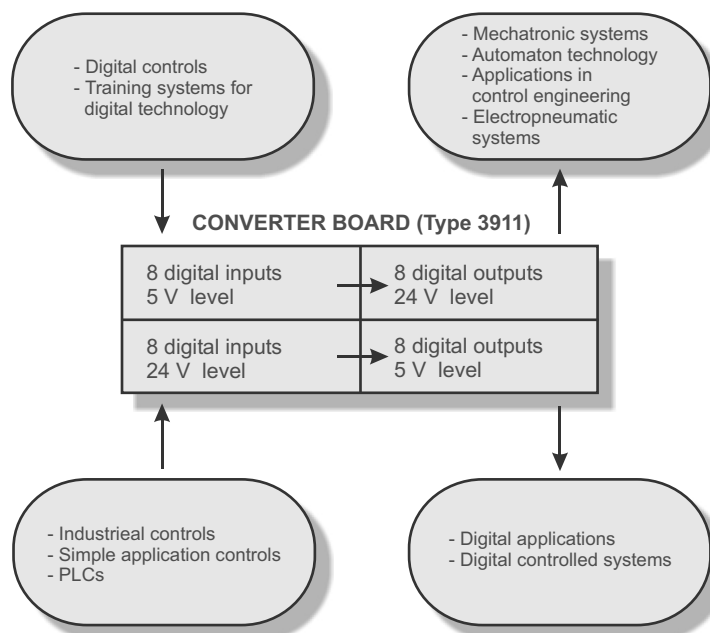 - Digital controls
- Training systems for
digital technology
- Mechatronic systems
- Automaton technology
- Applications in
control engineering
- Electropneumatic
systems
CONVERTER BOARD (Type 3911)
8 digital inputs
5 V level
8 digital outputs
24 V level
8 digital inputs
24 V level
8 digital outputs
5 V level
- Industrieal controls
- Simple application controls
- PLCs
- Digital applications
- Digital controlled systems